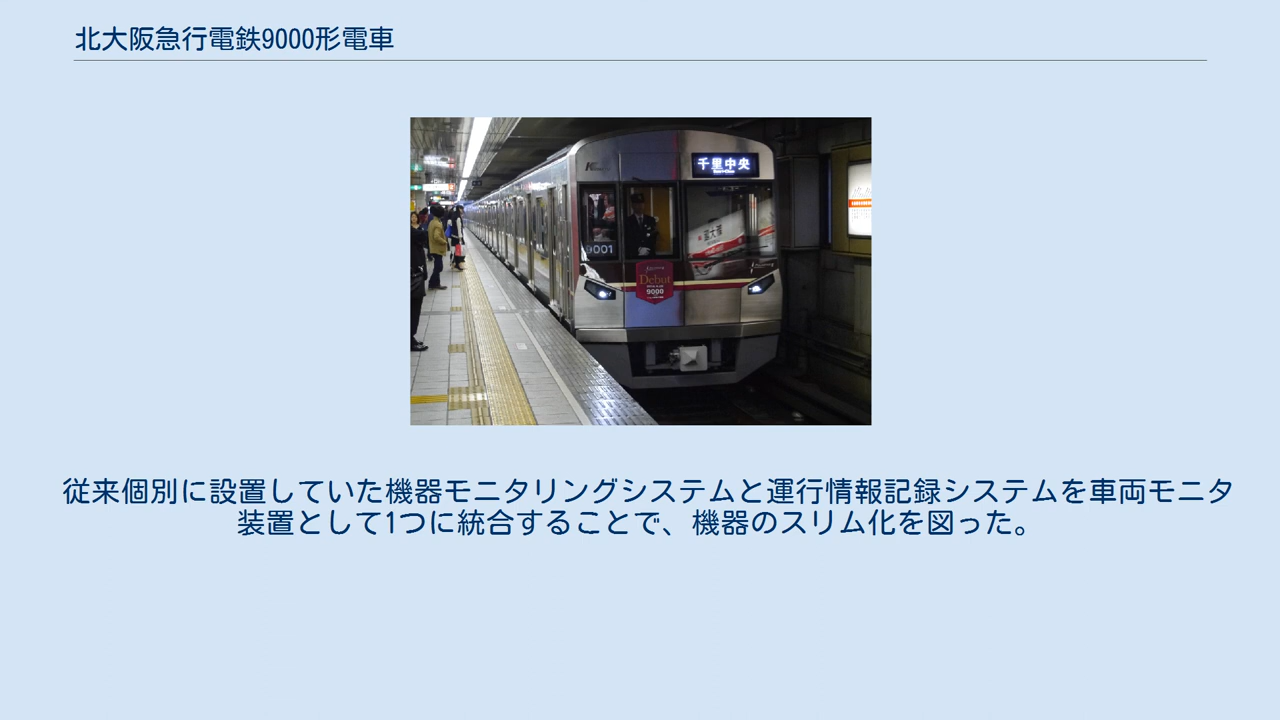 北大阪急行電鉄9000形電車
千里中央
9001
Debut
9000
従来個別に設置していた機器モニタリングシステムと運行情報記録システムを車両モニタ
装置として1つに統合することで、機器のスリム化を図った。